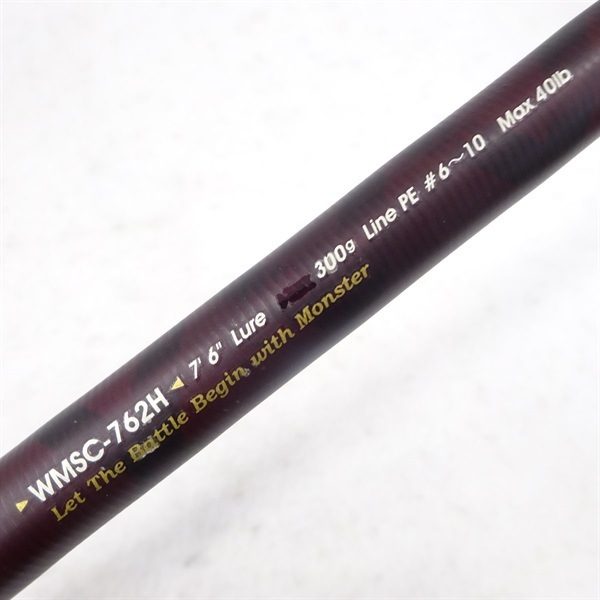 WMSC-762H 7' 6" Lure 300g Line PE #6~10 Max 40lb
Let The Battle Begin with Monster